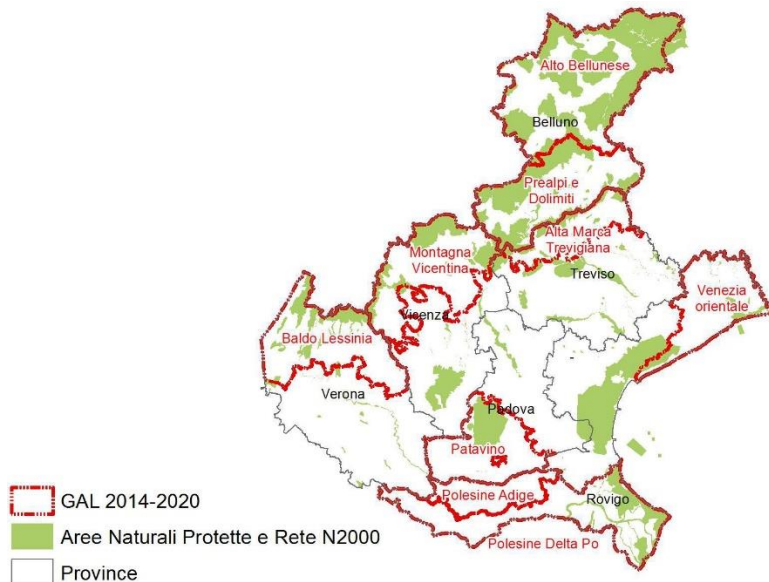 Alto Bellunese
Belluno
Prealpi e
Dolimiti
Alta Marca
Trevigiana
Montagna
Vicentina
Treviso
Venezia
orientale
Vicenza
Baldo Lessinia
Verona
Padova
Patavino
Polesine Adige
Rovigo
Polesine Delta Po
GAL 2014-2020
Aree Naturali Protette e Rete N2000
Province